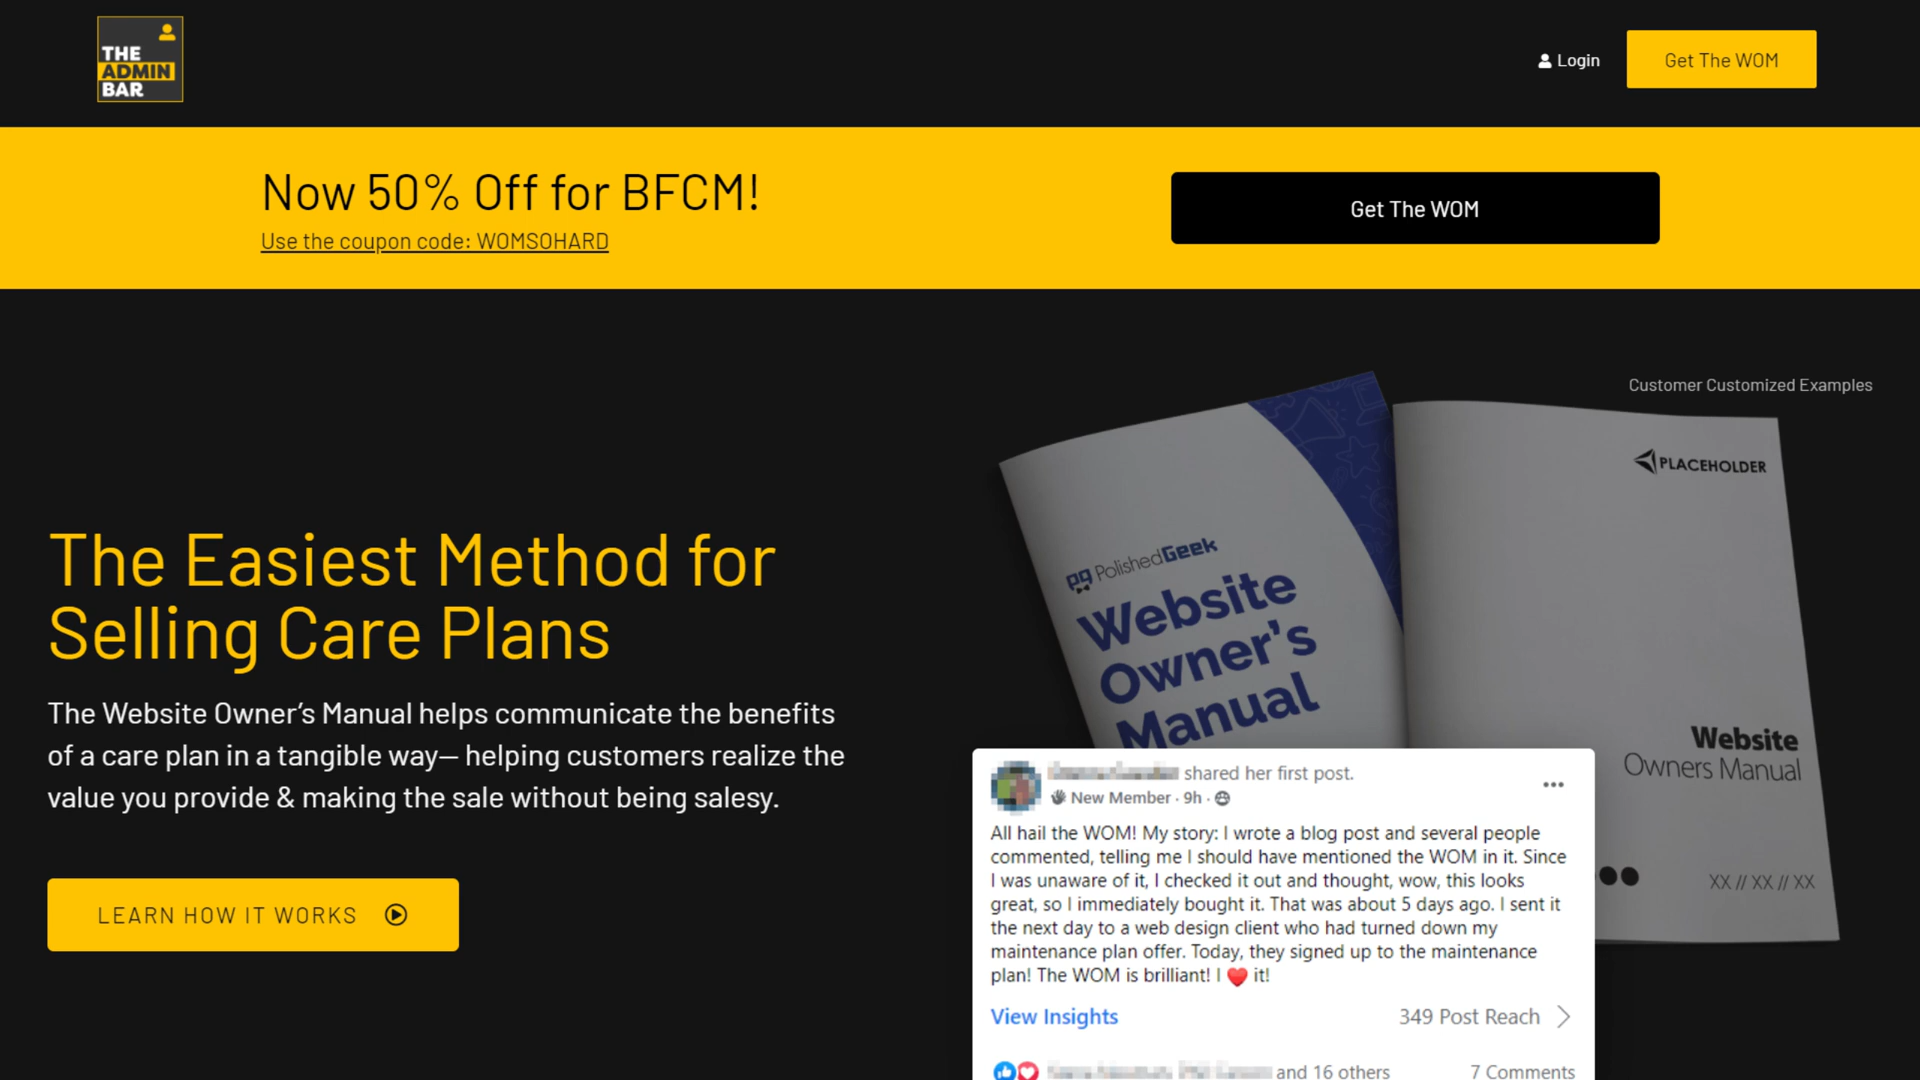 THE
ADMIN
BAR
Login
Get The WOM
Now 50% Off for BFCM!
Use the coupon code: WOMSOHARD
Get The WOM
Customer Customized Examples
The Easiest Method for
Selling Care Plans
The Website Owner’s Manual helps communicate the benefits
of a care plan in a tangible way— helping customers realize the
value you provide & making the sale without being salesy.
LEARN HOW IT WORKS
pg PolishedGeek
Website
Owner's
Manual
PLACEHOLDER
Website
Owners Manual
XX // XX // XX
shared her first post.
New Member · 9h ·
All hail the WOM! My story: I wrote a blog post and several people
commented, telling me I should have mentioned the WOM in it. Since
I was unaware of it, I checked it out and thought, wow, this looks
great, so I immediately bought it. That was about 5 days ago. I sent it
the next day to a web design client who had turned down my
maintenance plan offer. Today, they signed up to the maintenance
plan! The WOM is brilliant! I ❤️ it!
View Insights
349 Post Reach
and 16 others
7 Comments